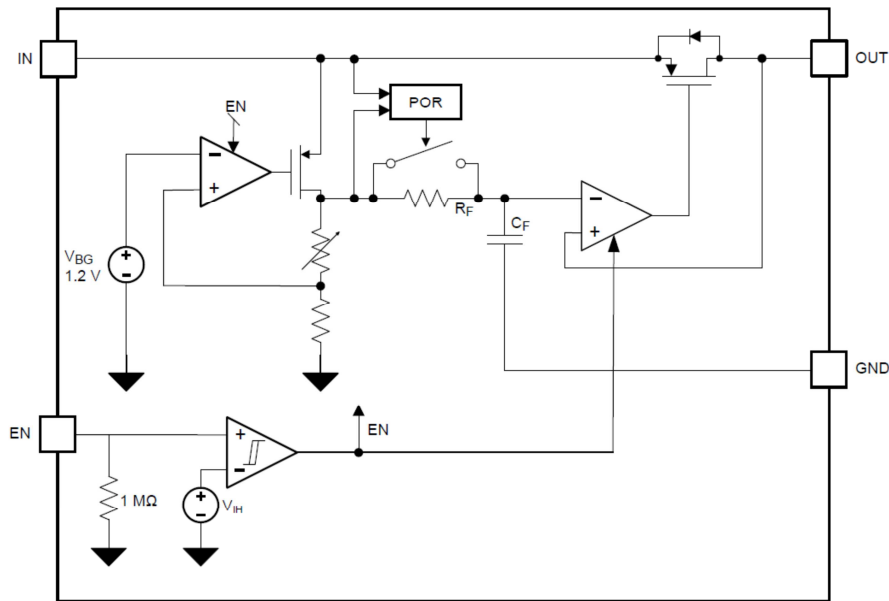 IN
OUT
EN
POR
−
+
R_F
C_F
−
+
V_BG
1.2 V
+
−
GND
EN
+
−
EN
1 MΩ
+
−
V_IH